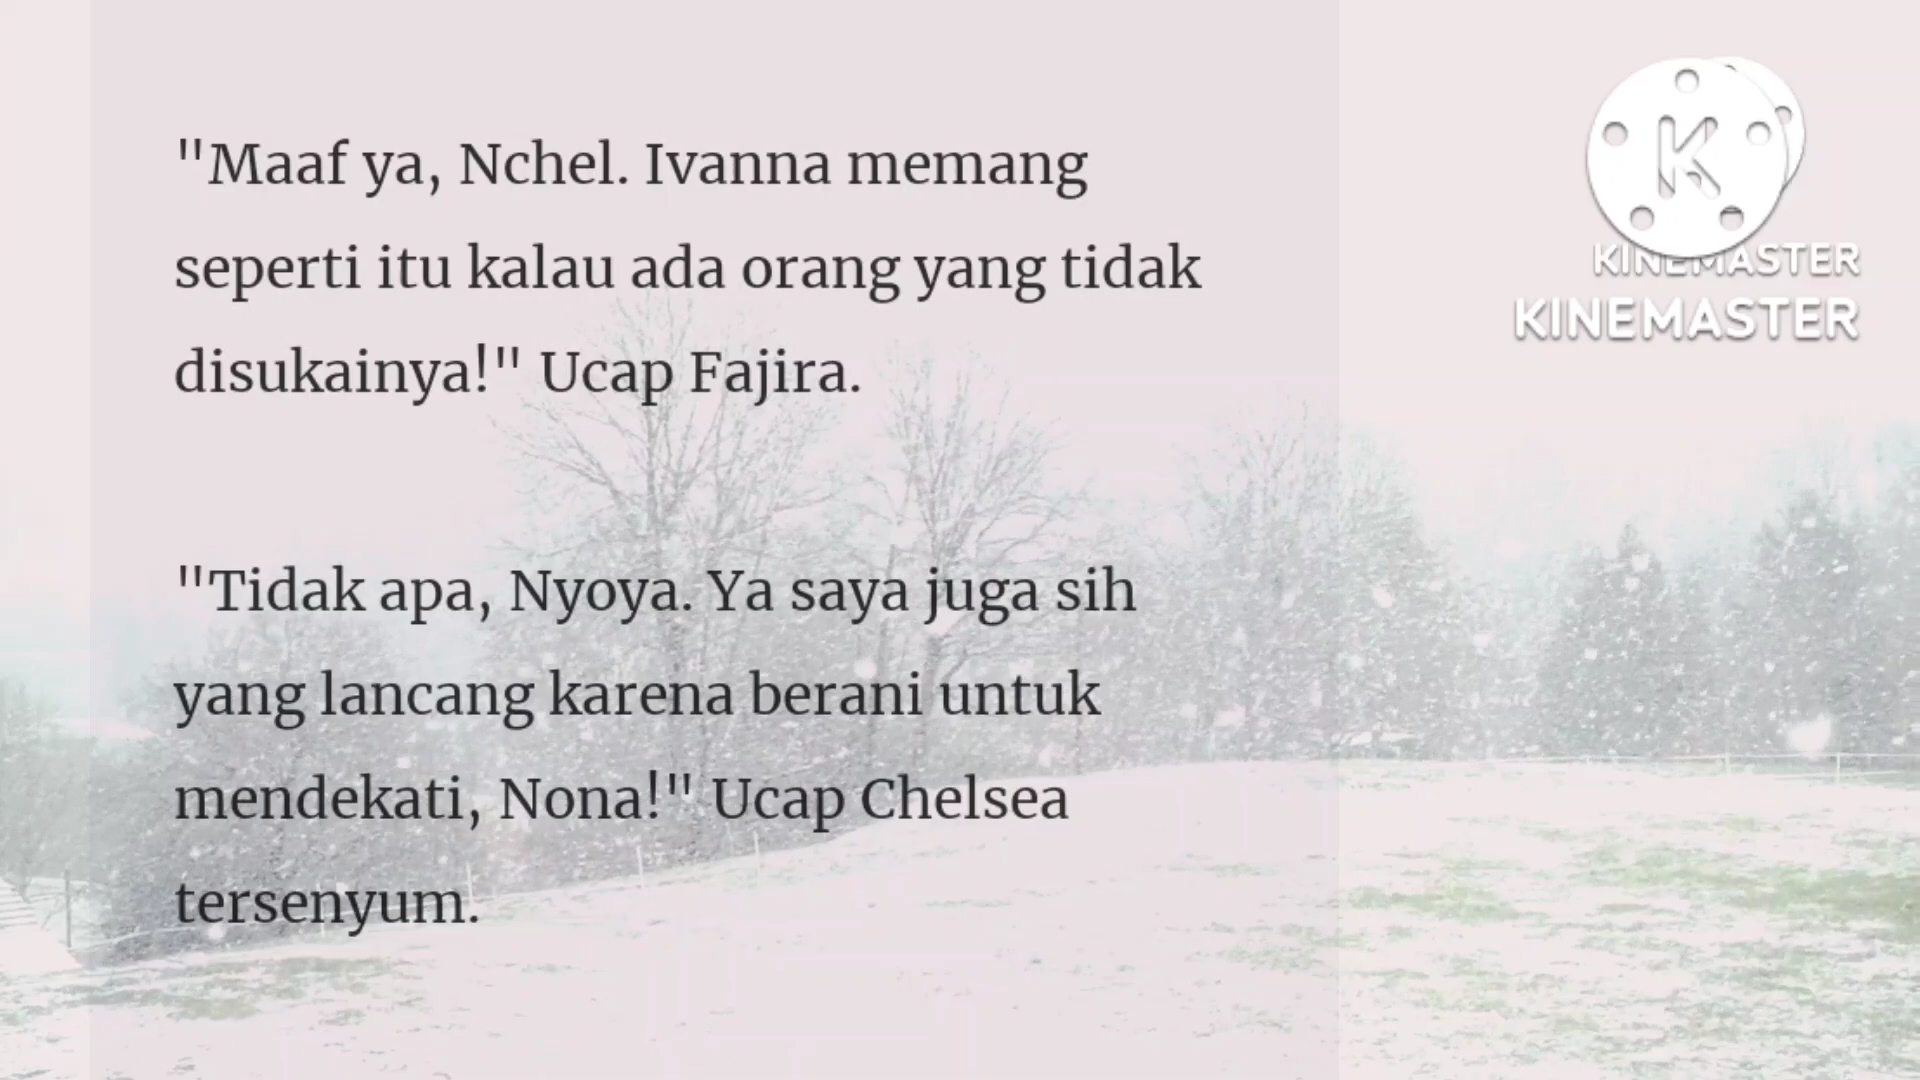 "Maaf ya, Nchel. Ivanna memang
seperti itu kalau ada orang yang tidak
disukainya!" Ucap Fajira.
"Tidak apa, Nyoya. Ya saya juga sih
yang lancang karena berani untuk
mendekati, Nona!" Ucap Chelsea
tersenyum.
K
KINEMASTER
KINEMASTER